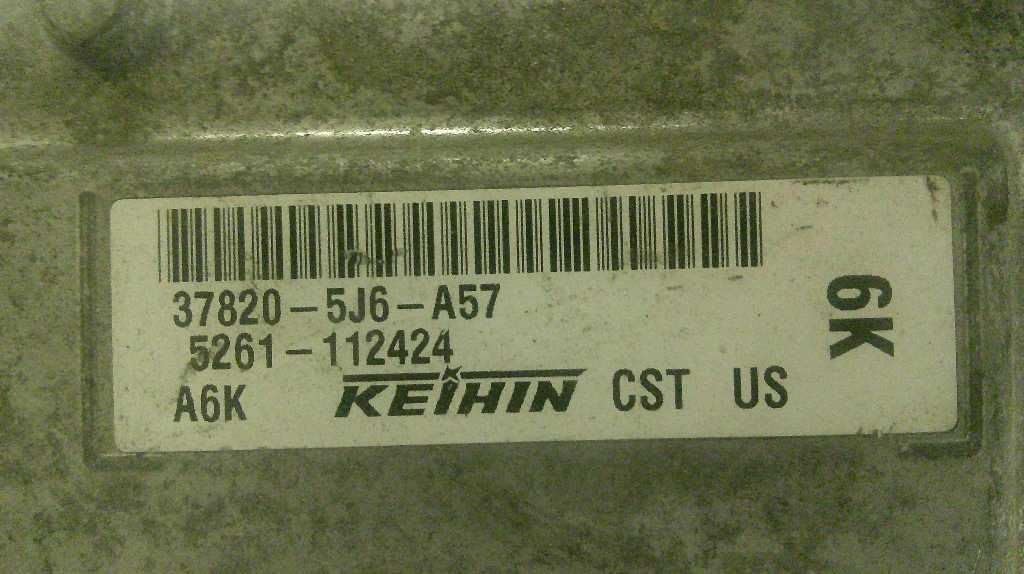 37820-5J6-A57
5261-112424
A6K KEIHIN CST US
6K